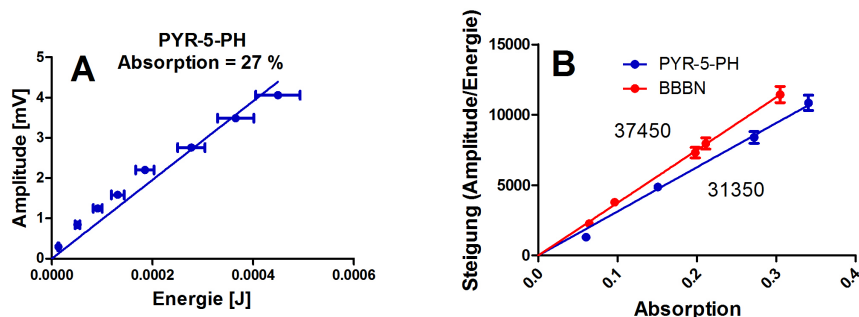 PYR-5-PH
Absorption = 27 %
A
Amplitude [mV]
5
4
3
2
1
0
0.0000
0.0002
0.0004
0.0006
Energie [J]
B
Steigung (Amplitude/Energie)
15000
10000
5000
0
PYR-5-PH
BBBN
37450
31350
0.0
0.1
0.2
0.3
0.4
Absorption